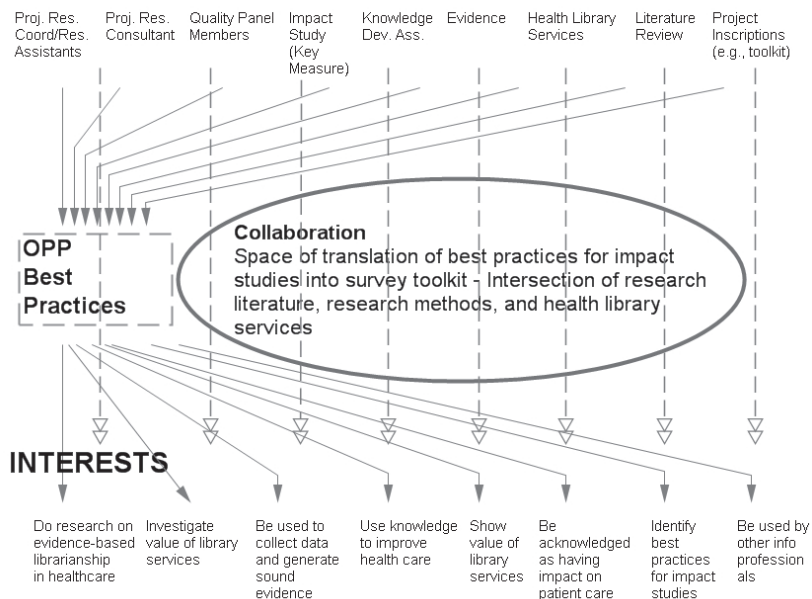 Proj. Res.
Coord/Res.
Assistants
Proj. Res.
Consultant
Quality Panel
Members
Impact
Study
(Key
Measure)
Knowledge
Dev. Ass.
Evidence
Health Library
Services
Literature
Review
Project
Inscriptions
(e.g., toolkit)
OPP
Best
Practices
Collaboration
Space of translation of best practices for impact
studies into survey toolkit - Intersection of research
literature, research methods, and health library
services
INTERESTS
Do research on
evidence-based
librarianship
in healthcare
Investigate
value of library
services
Be used to
collect data
and generate
sound
evidence
Use knowledge
to improve
health care
Show
value of
library
services
Be
acknowledged
as having
impact on
patient care
Identify
best
practices
for impact
studies
Be used by
other info
profession
als